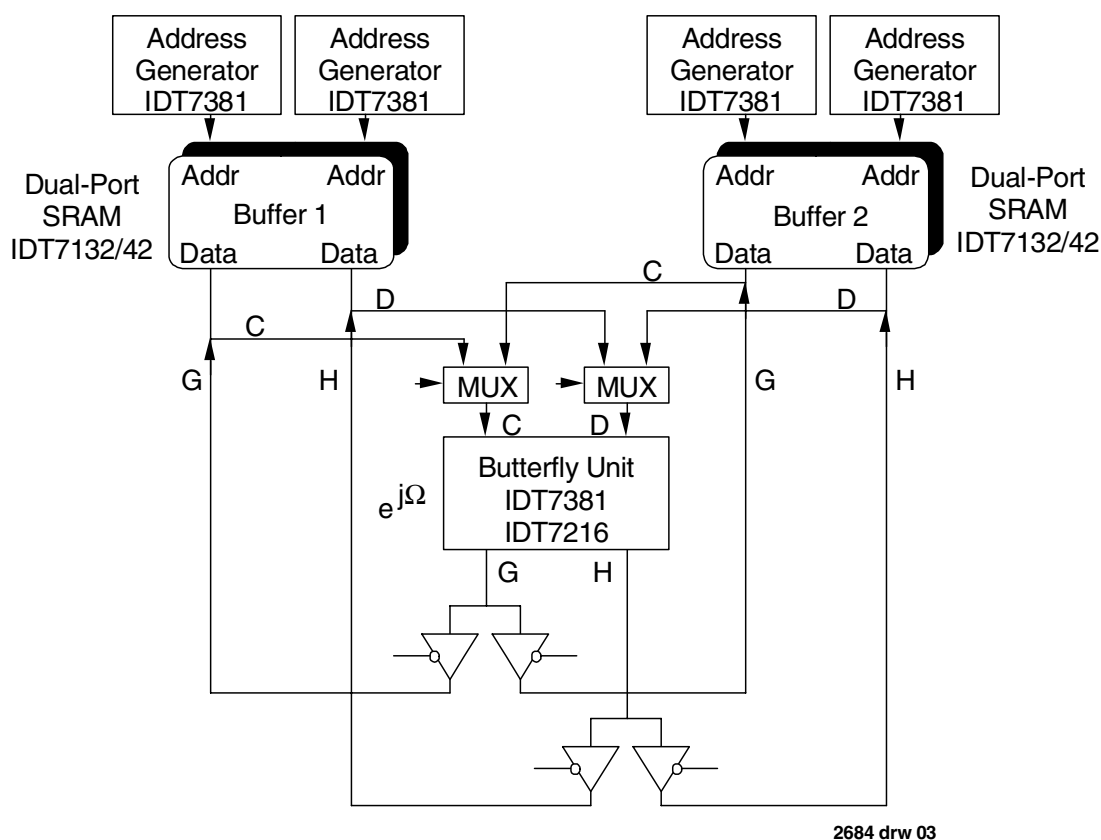 Address
Generator
IDT7381
Address
Generator
IDT7381
Address
Generator
IDT7381
Address
Generator
IDT7381
Dual-Port
SRAM
IDT7132/42
Addr
Addr
Buffer 1
Data
Data
Addr
Addr
Buffer 2
Data
Data
Dual-Port
SRAM
IDT7132/42
C
D
C
D
G
H
MUX
MUX
G
H
C
D
e^jΩ
Butterfly Unit
IDT7381
IDT7216
G
H
2684 drw 03